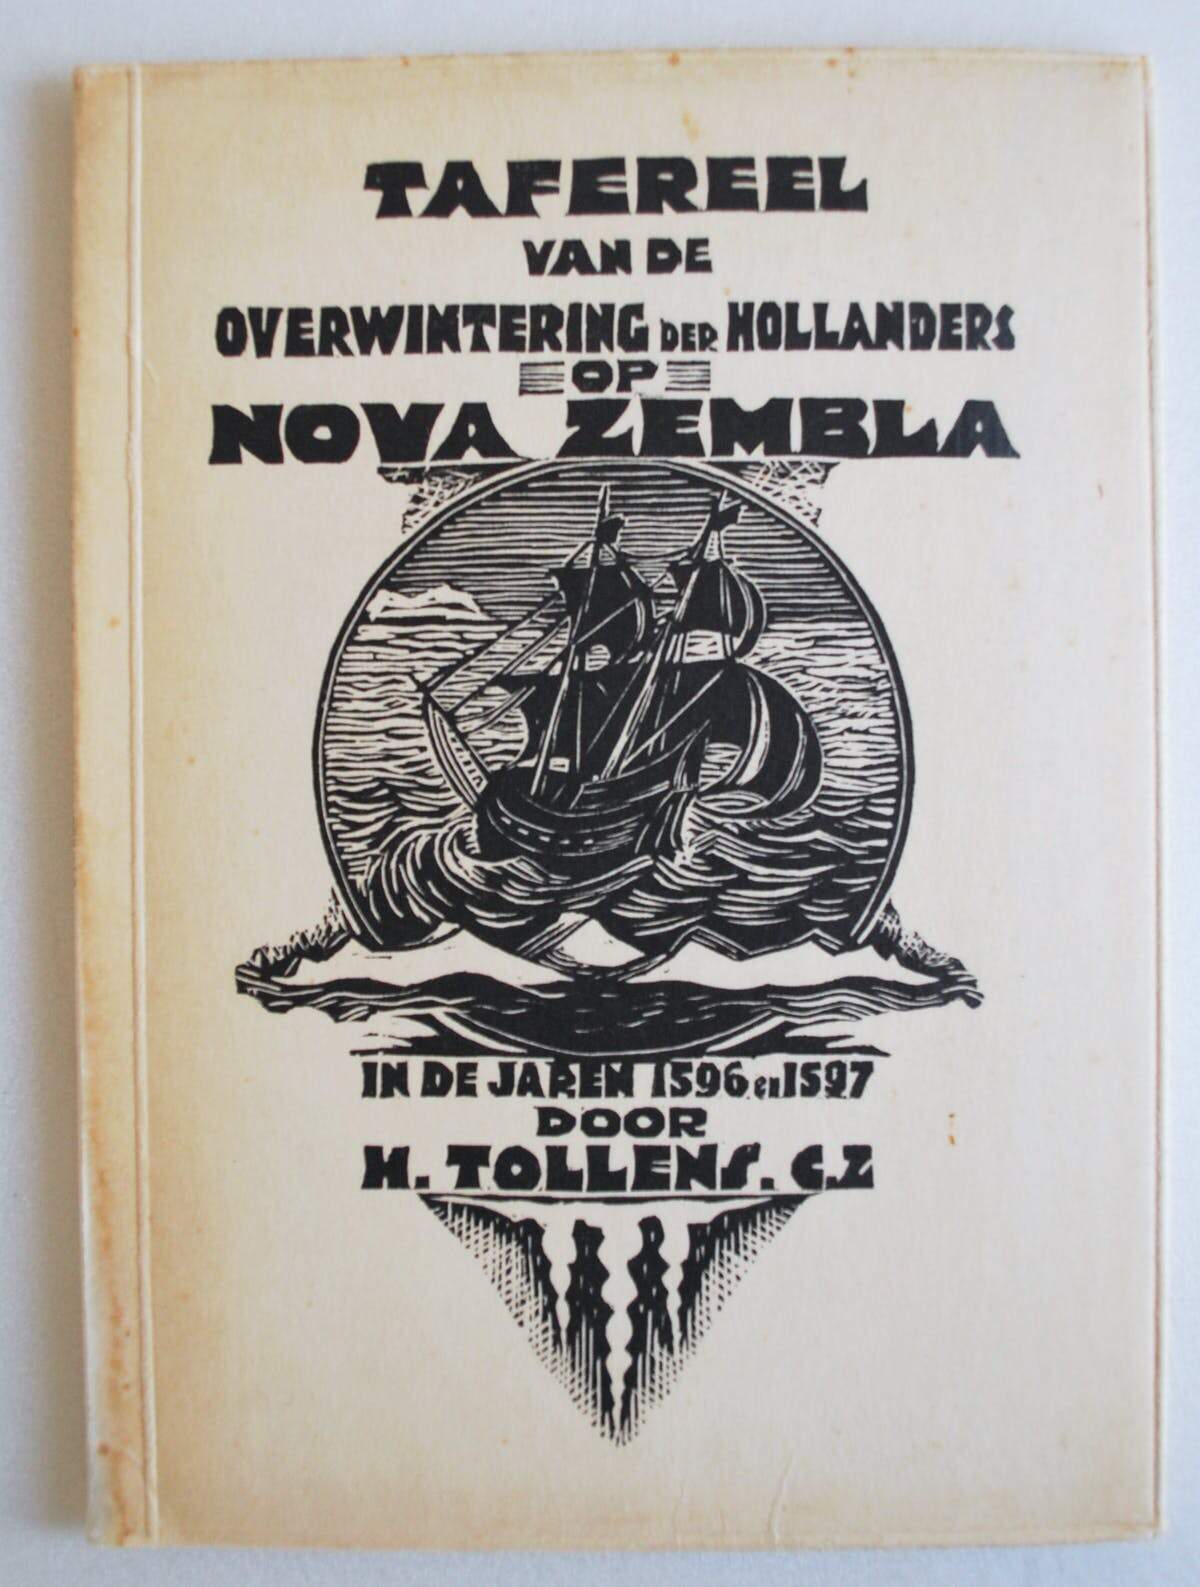 TAFEREEL
VAN DE
OVERWINTERING DER HOLLANDERS
OP
NOVA ZEMBLA
IN DE JAREN 1596 en 1597
DOOR
H. TOLLENS. C.Z